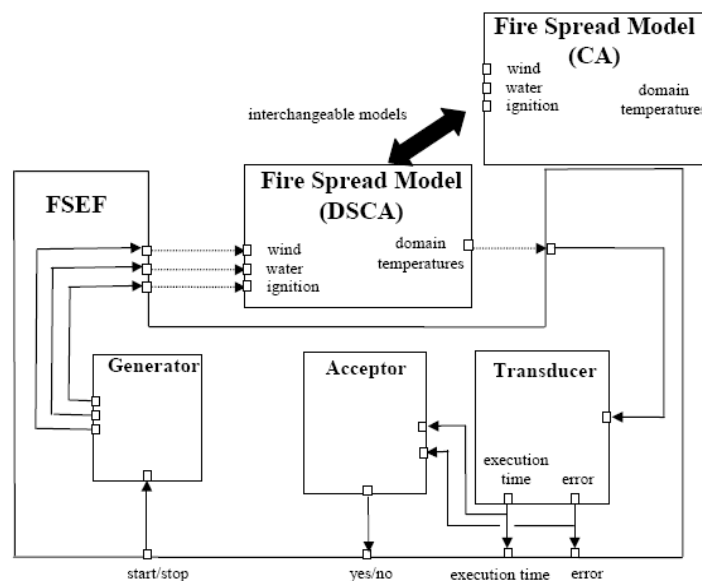 Fire Spread Model
(CA)
wind
water
ignition
domain
temperatures
interchangeable models
FSEF
Fire Spread Model
(DSCA)
wind
water
ignition
domain
temperatures
Generator
Acceptor
Transducer
execution
time
error
start/stop
yes/no
execution time
error